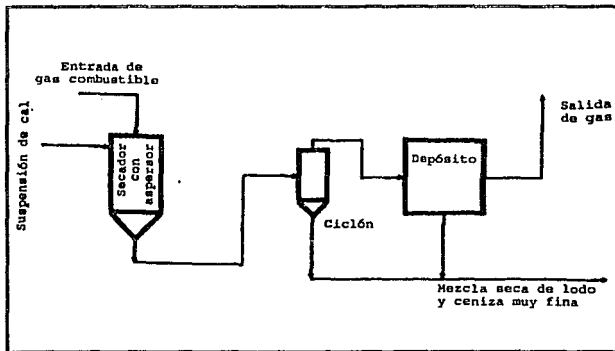 Entrada de
gas combustible
Suspensión de cal
Secador
con
aspersor
Ciclón
Depósito
Salida
de gas
Mezcla seca de lodo
y ceniza muy fina